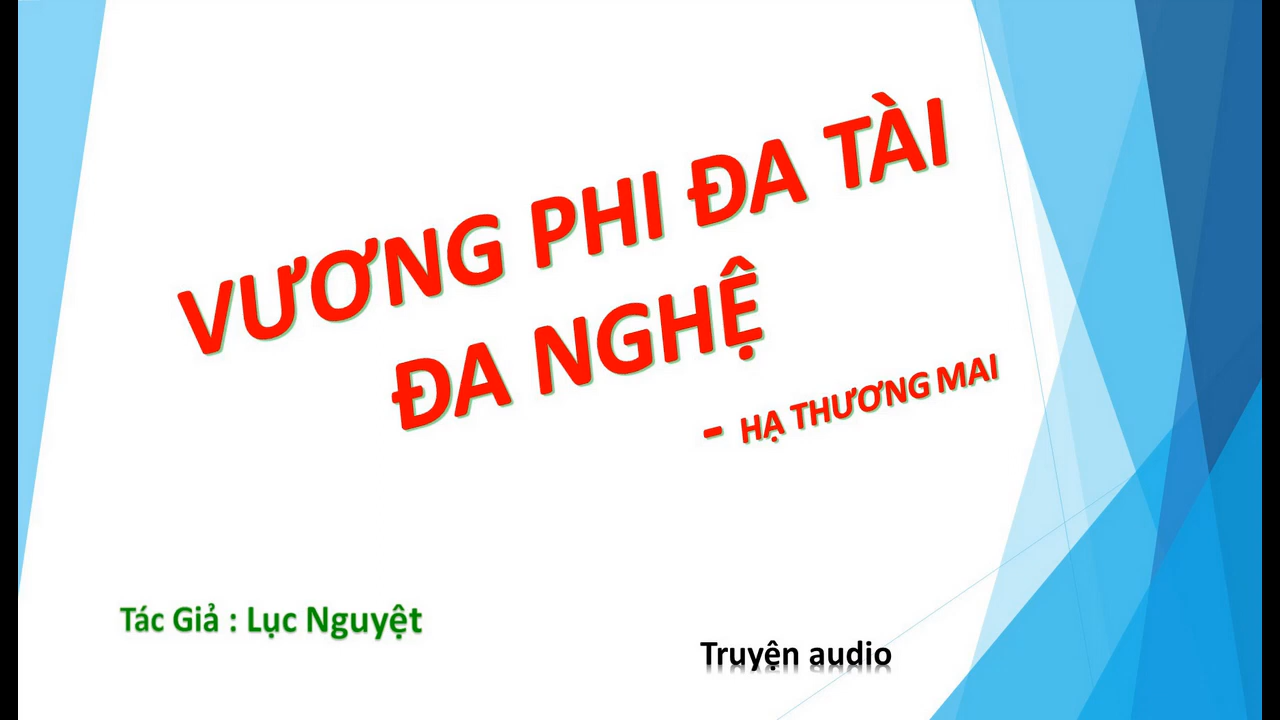 VƯƠNG PHI ĐA TÀI
ĐA NGHỆ
- HẠ THƯƠNG MAI
Tác Giả : Lục Nguyệt
Truyện audio